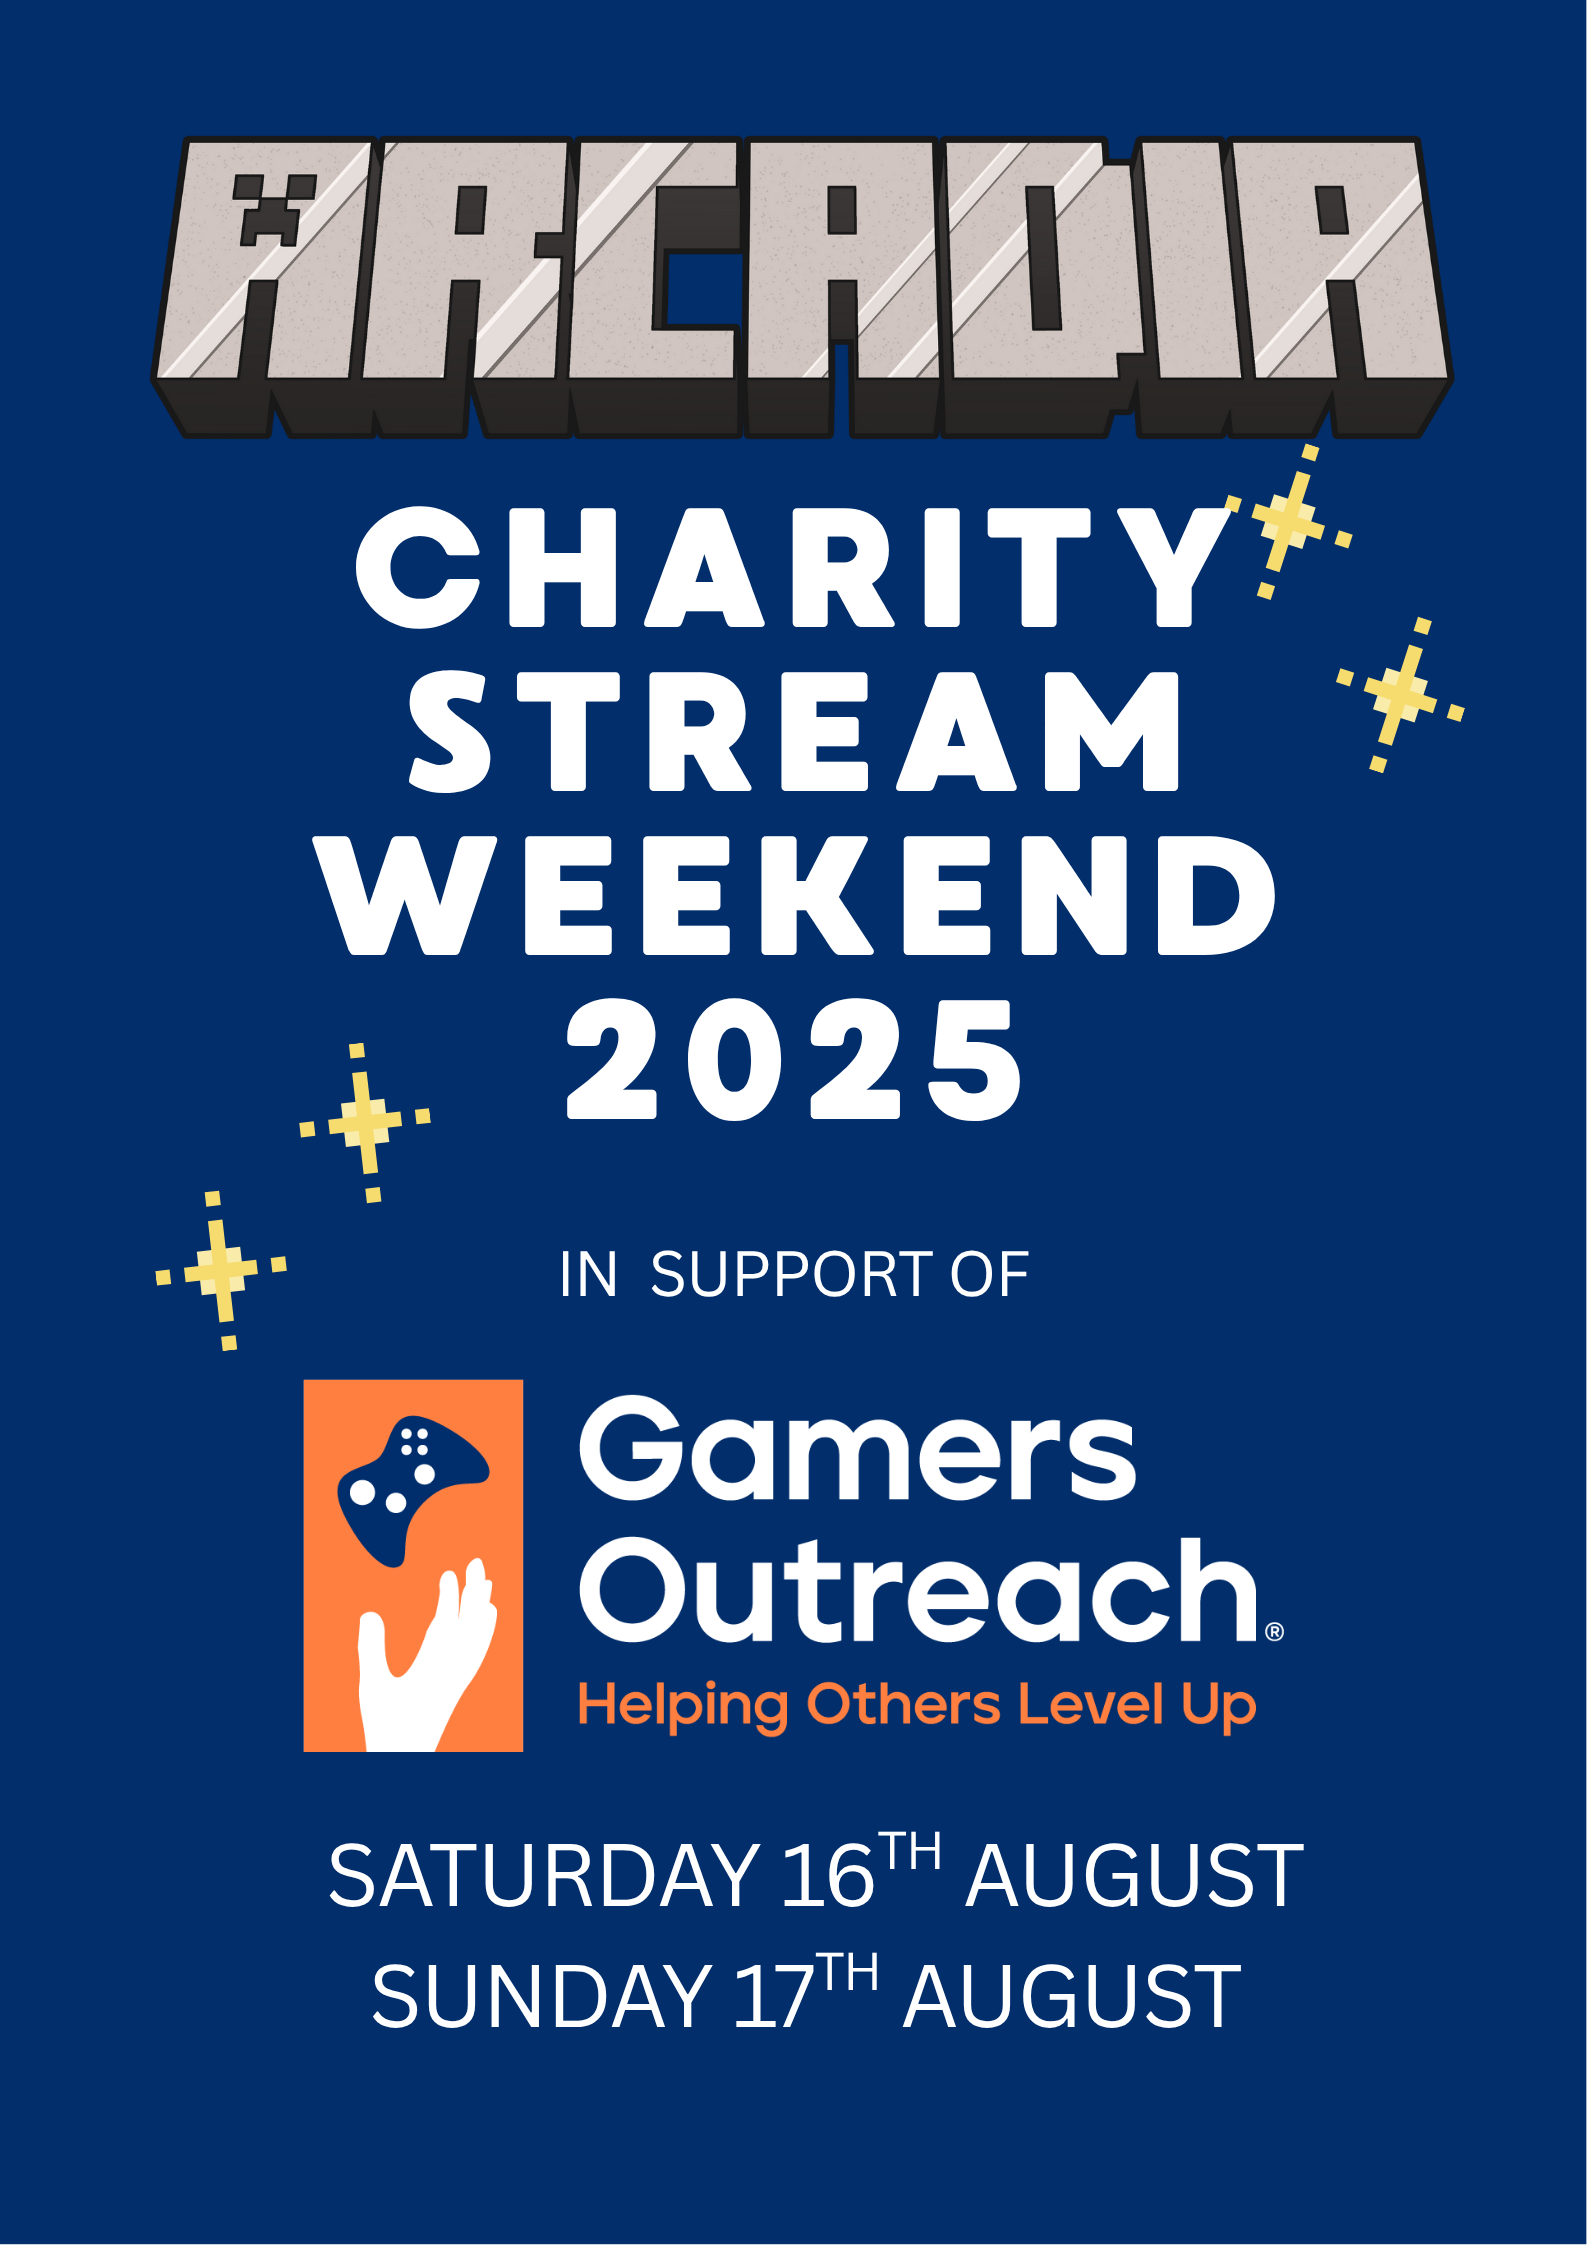 ARCADIA
CHARITY
STREAM
WEEKEND
2025
IN SUPPORT OF
Gamers
Outreach®
Helping Others Level Up
SATURDAY 16TH AUGUST
SUNDAY 17TH AUGUST